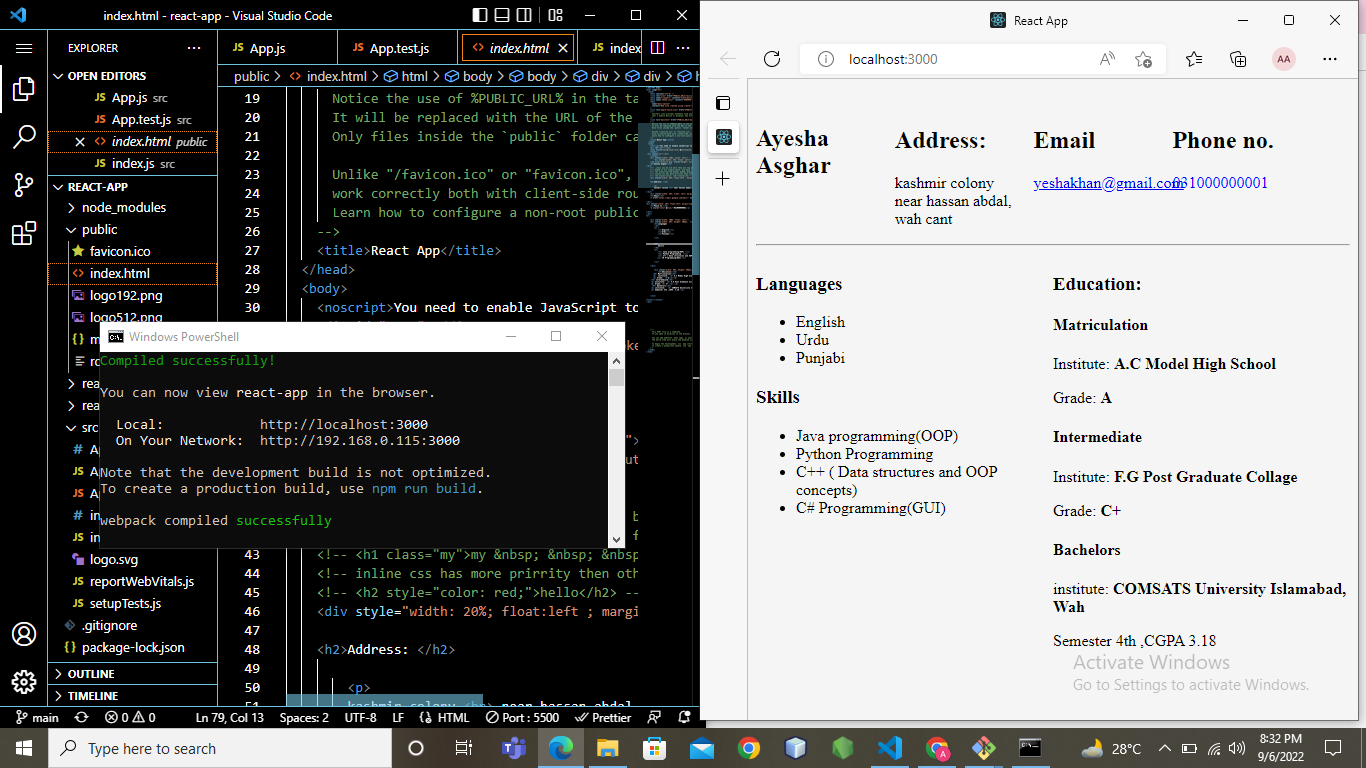 index.html - react-app - Visual Studio Code
EXPLORER
OPEN EDITORS
JS App.js src
JS App.test.js src
index.html public
JS index.js src
REACT-APP
node_modules
public
favicon.ico
index.html
logo192.png
logo512.png
src
logo.svg
JS reportWebVitals.js
JS setupTests.js
.gitignore
package-lock.json
OUTLINE
TIMELINE
JS App.js
JS App.test.js
index.html
JS index
public > index.html > html > body > body > div > div >
19 Notice the use of %PUBLIC_URL% in the ta
20 It will be replaced with the URL of the
21 Only files inside the `public` folder ca
22
23 Unlike "/favicon.ico" or "favicon.ico",
24 work correctly both with client-side rou
25 Learn how to configure a non-root public
26 -->
27 <title>React App</title>
28 </head>
29 <body>
30 <noscript>You need to enable JavaScript to
43 <!-- <h1 class="my">my &nbsp; &nbsp; &nbsp
44 <!-- inline css has more prirrity then oth
45 <!-- <h2 style="color: red;">hello</h2> --
46 <div style="width: 20%; float:left ; margi
47
48 <h2>Address: </h2>
49
50 <p>
Windows PowerShell
Compiled successfully!
You can now view react-app in the browser.
Local: http://localhost:3000
On Your Network: http://192.168.0.115:3000
Note that the development build is not optimized.
To create a production build, use npm run build.
webpack compiled successfully
main
0 0
Ln 79, Col 13
Spaces: 2
UTF-8
LF
HTML
Port : 5500
Prettier
React App
localhost:3000
AA
Ayesha
Asghar
Address:
kashmir colony
near hassan abdal,
wah cant
Email
yeshakhan@gmail.com
Phone no.
031000000001
Languages
English
Urdu
Punjabi
Skills
Java programming(OOP)
Python Programming
C++ ( Data structures and OOP
concepts)
C# Programming(GUI)
Education:
Matriculation
Institute: A.C Model High School
Grade: A
Intermediate
Institute: F.G Post Graduate Collage
Grade: C+
Bachelors
institute: COMSATS University Islamabad,
Wah
Semester 4th ,CGPA 3.18
Activate Windows
Go to Settings to activate Windows.
Type here to search
28°C
8:32 PM
9/6/2022